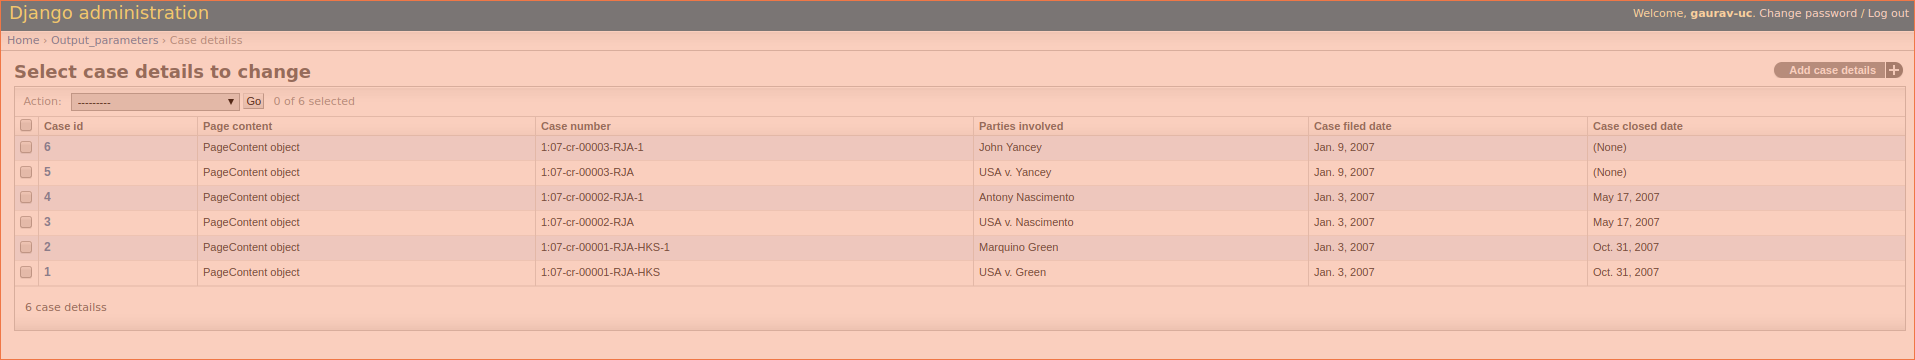 Django administration
Welcome, gaurav-uc. Change password / Log out
Home › Output_parameters › Case detailss
Select case details to change
Add case details +
Action: --------- Go 0 of 6 selected
Case id Page content Case number Parties involved Case filed date Case closed date
6 PageContent object 1:07-cr-00003-RJA-1 John Yancey Jan. 9, 2007 (None)
5 PageContent object 1:07-cr-00003-RJA USA v. Yancey Jan. 9, 2007 (None)
4 PageContent object 1:07-cr-00002-RJA-1 Antony Nascimento Jan. 3, 2007 May 17, 2007
3 PageContent object 1:07-cr-00002-RJA USA v. Nascimento Jan. 3, 2007 May 17, 2007
2 PageContent object 1:07-cr-00001-RJA-HKS-1 Marquino Green Jan. 3, 2007 Oct. 31, 2007
1 PageContent object 1:07-cr-00001-RJA-HKS USA v. Green Jan. 3, 2007 Oct. 31, 2007
6 case detailss